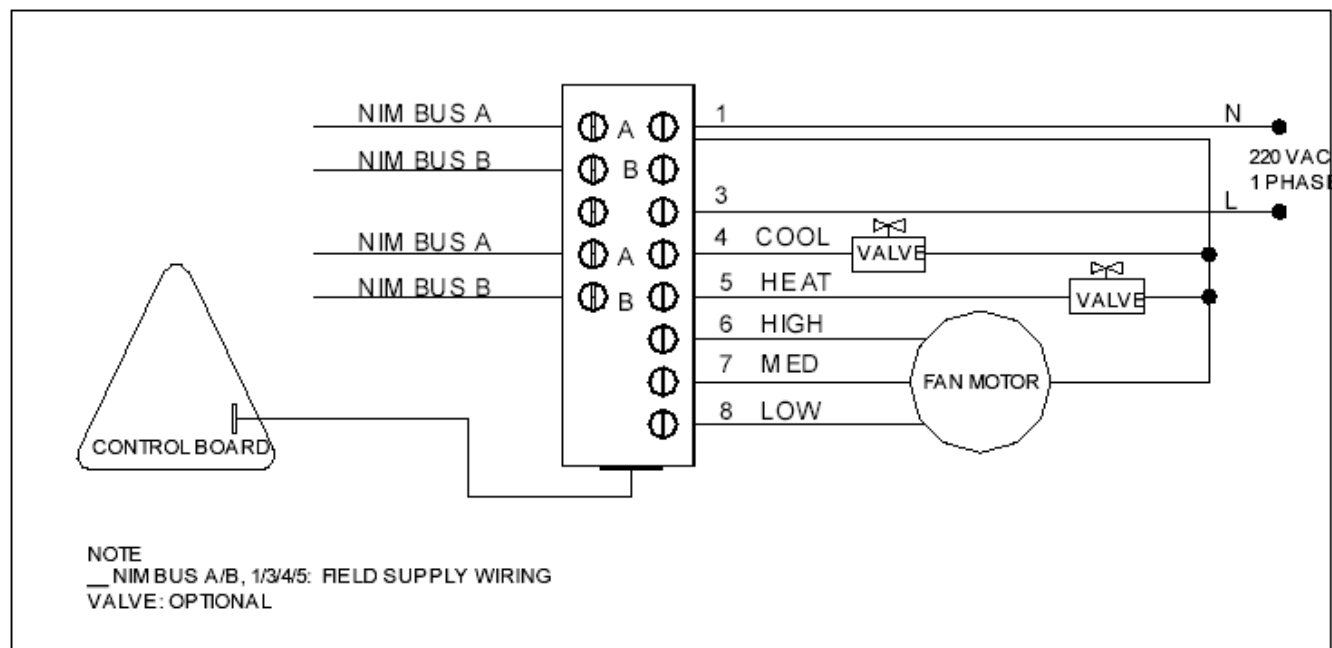 NIM BUS A
A
1
N
NIM BUS B
B
220 VAC
1 PHASE
3
L
NIM BUS A
A
4 COOL
VALVE
NIM BUS B
B
5 HEAT
VALVE
6 HIGH
7 MED
FAN MOTOR
8 LOW
CONTROL BOARD
NOTE
__ NIM BUS A/B, 1/3/4/5: FIELD SUPPLY WIRING
VALVE: OPTIONAL